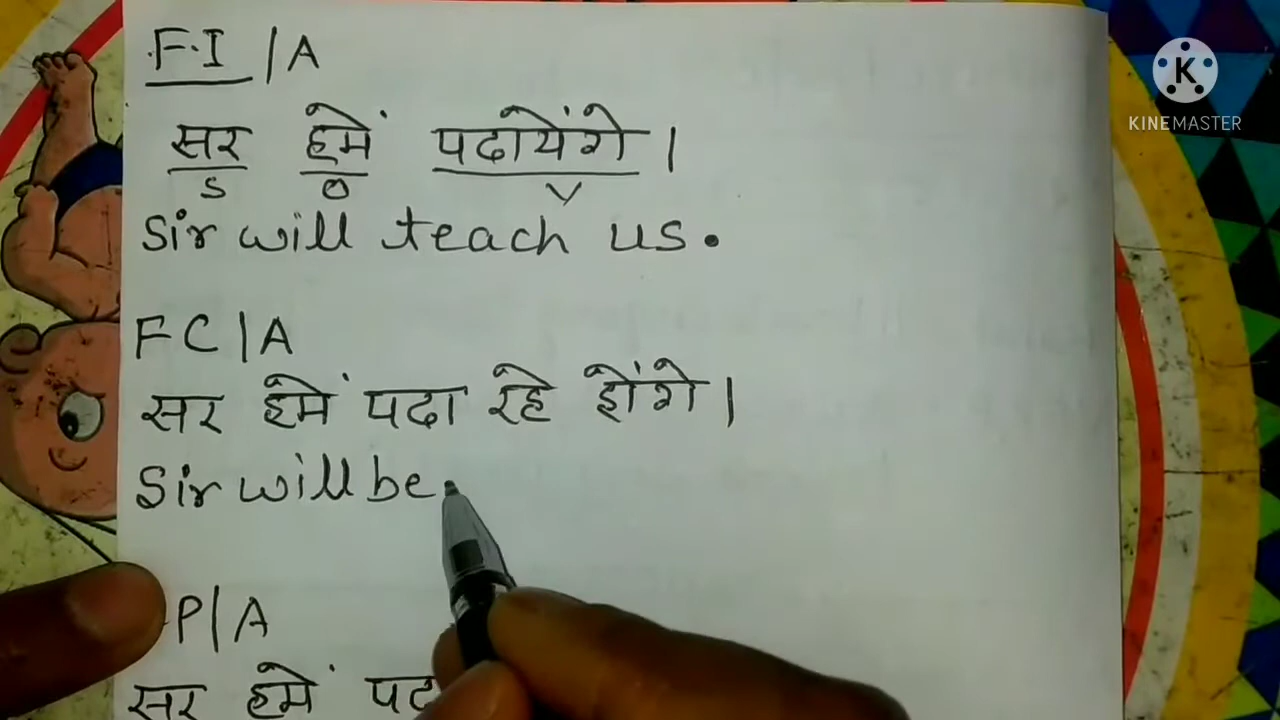 F.I | A
सर हमें पढायेंगे |
S O V
Sir will teach us.
FC | A
सर हमें पढा रहे होंगे |
Sir will be
P | A
सर हमें
K
KINEMASTER